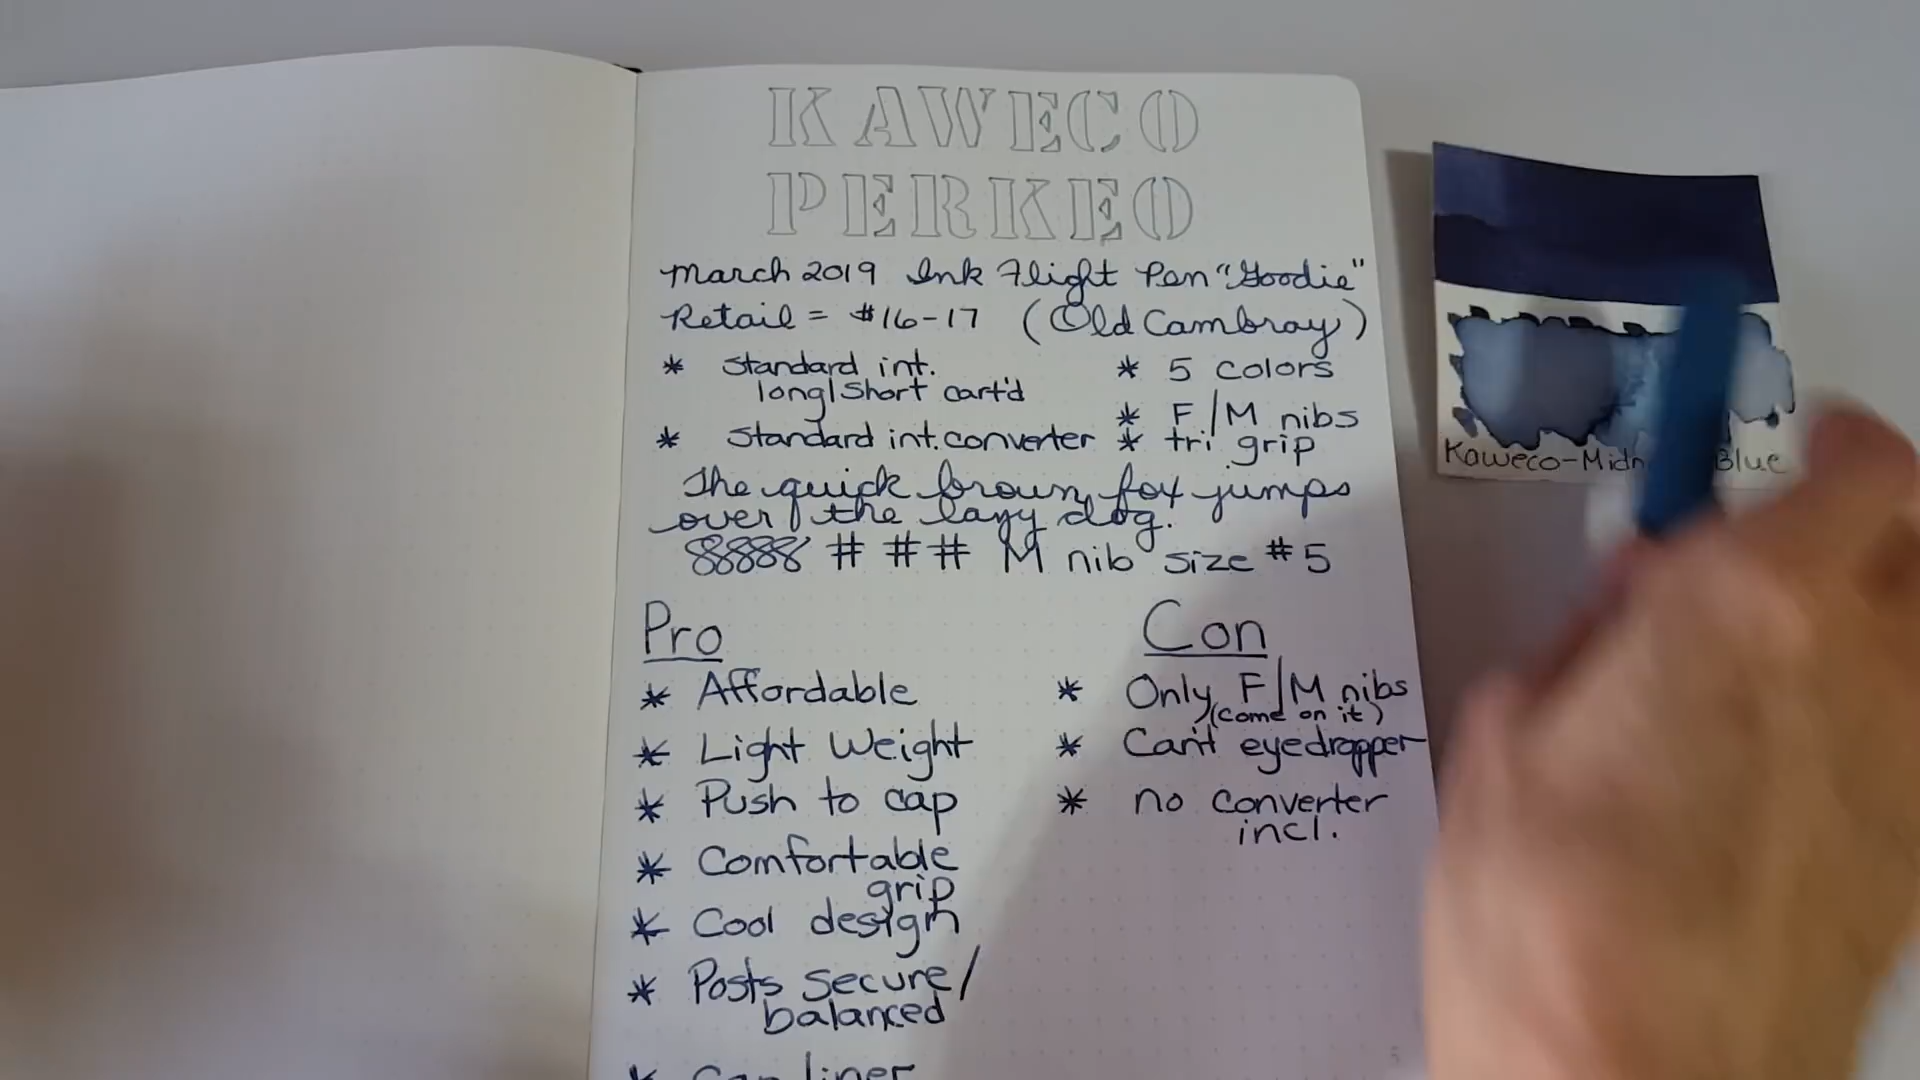 KAWECO
PERKEO
March 2019 Ink Flight Pen "Goodie"
Retail = $16-17 (Old Cambray)
* Standard int. long/short cart'd
* 5 colors
* F/M nibs
* Standard int. converter
* tri grip
The quick brown fox jumps
over the lazy dog.
88888 # # # M nib size #5
Pro
* Affordable
* Light Weight
* Push to cap
* Comfortable
grip
* Cool design
* Posts secure/
balanced
* Cap liner
Con
* Only F/M nibs
(come on it)
* Can't eyedropper
* no converter
incl.
Kaweco-Midn Blue